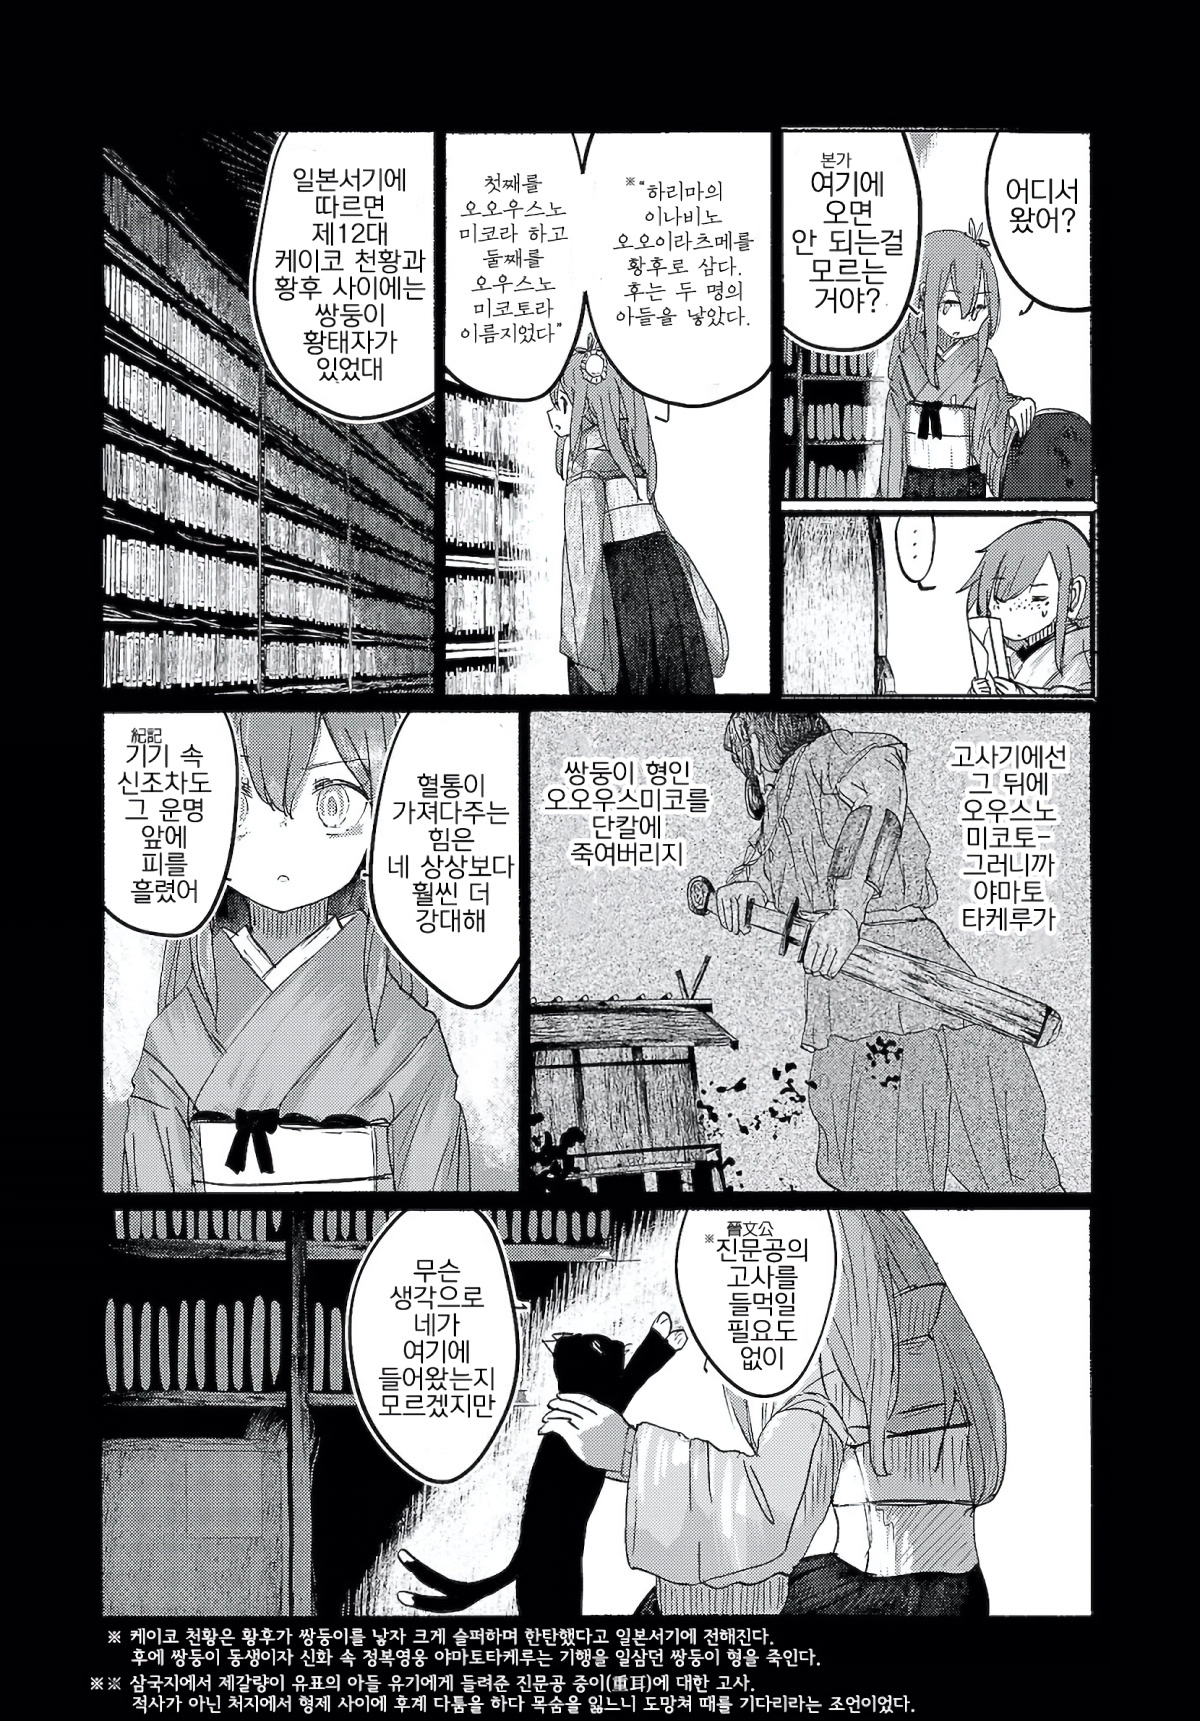 어디서
왔어?
본가
여기에
오면
안 되는걸
모르는
거야?
...
※
"하리마의
이나비노
오오이라츠메를
황후로 삼다.
후는 두 명의
아들을 낳았다.
첫째를
오오우스노
미코라 하고
둘째를
오우스노
미코토라
이름지었다"
일본서기에
따르면
제12대
케이코 천황과
황후 사이에는
쌍둥이
황태자가
있었대
고사기에선
그 뒤에
오우스노
미코토-
그러니까
야마토
타케루가
쌍둥이 형인
오오우스미코를
단칼에
죽여버리지
혈통이
가져다주는
힘은
네 상상보다
훨씬 더
강대해
紀記
기기 속
신조차도
그 운명
앞에
피를
흘렸어
晉文公
※진문공의
고사를
들먹일
필요도
없이
무슨
생각으로
네가
여기에
들어왔는지
모르겠지만
※ 케이코 천황은 황후가 쌍둥이를 낳자 크게 슬퍼하며 한탄했다고 일본서기에 전해진다.
후에 쌍둥이 동생이자 신화 속 정복영웅 야마토타케루는 기행을 일삼던 쌍둥이 형을 죽인다.
※※ 삼국지에서 제갈량이 유표의 아들 유기에게 들려준 진문공 중이(重耳)에 대한 고사.
적사가 아닌 처지에서 형제 사이에 후계 다툼을 하다 목숨을 잃느니 도망쳐 때를 기다리라는 조언이었다.